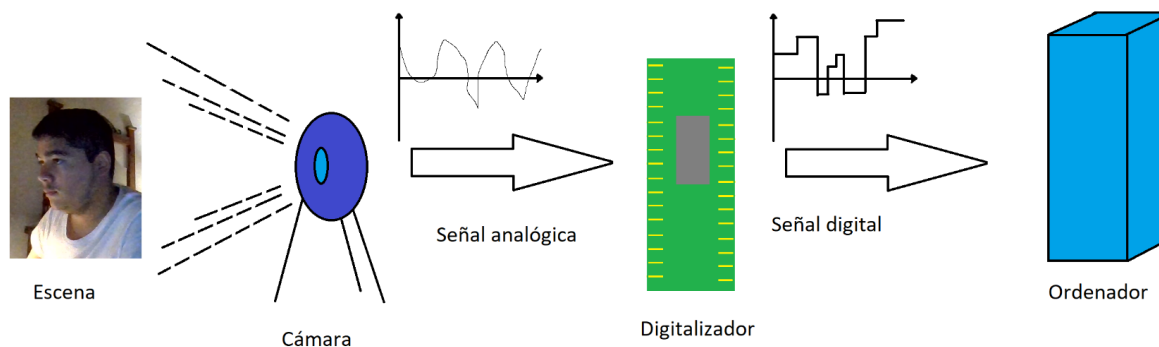 Escena
Cámara
Señal analógica
Digitalizador
Señal digital
Ordenador